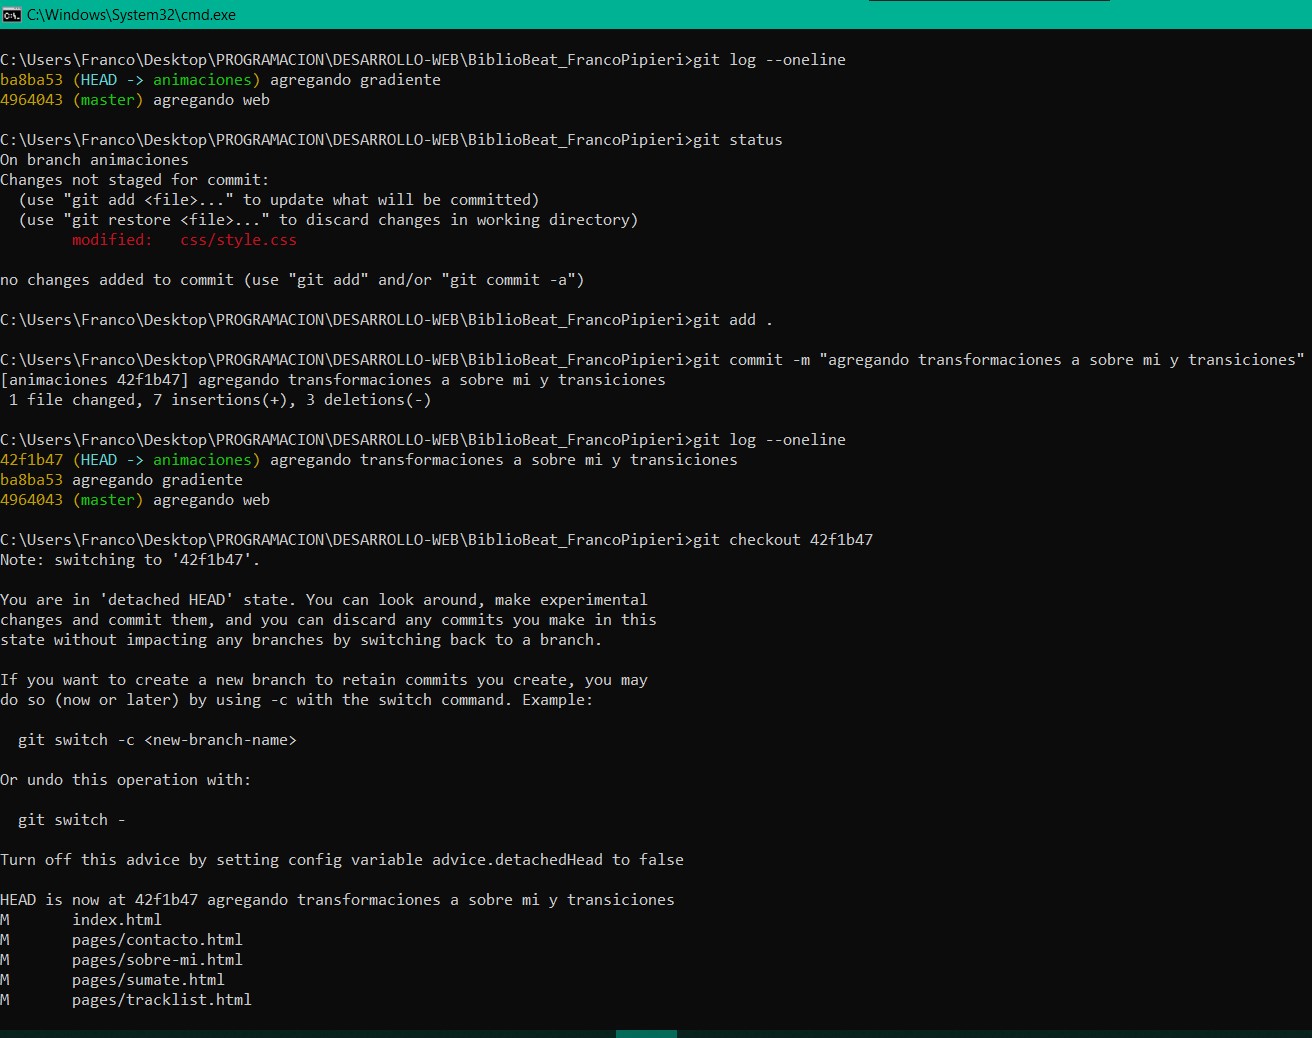 C:\Windows\System32\cmd.exe
C:\Users\Franco\Desktop\PROGRAMACION\DESARROLLO-WEB\BiblioBeat_FrancoPipieri>git log --oneline
ba8ba53 (HEAD -> animaciones) agregando gradiente
4964043 (master) agregando web
C:\Users\Franco\Desktop\PROGRAMACION\DESARROLLO-WEB\BiblioBeat_FrancoPipieri>git status
On branch animaciones
Changes not staged for commit:
  (use "git add <file>..." to update what will be committed)
  (use "git restore <file>..." to discard changes in working directory)
        modified:   css/style.css
no changes added to commit (use "git add" and/or "git commit -a")
C:\Users\Franco\Desktop\PROGRAMACION\DESARROLLO-WEB\BiblioBeat_FrancoPipieri>git add .
C:\Users\Franco\Desktop\PROGRAMACION\DESARROLLO-WEB\BiblioBeat_FrancoPipieri>git commit -m "agregando transformaciones a sobre mi y transiciones"
[animaciones 42f1b47] agregando transformaciones a sobre mi y transiciones
 1 file changed, 7 insertions(+), 3 deletions(-)
C:\Users\Franco\Desktop\PROGRAMACION\DESARROLLO-WEB\BiblioBeat_FrancoPipieri>git log --oneline
42f1b47 (HEAD -> animaciones) agregando transformaciones a sobre mi y transiciones
ba8ba53 agregando gradiente
4964043 (master) agregando web
C:\Users\Franco\Desktop\PROGRAMACION\DESARROLLO-WEB\BiblioBeat_FrancoPipieri>git checkout 42f1b47
Note: switching to '42f1b47'.
You are in 'detached HEAD' state. You can look around, make experimental
changes and commit them, and you can discard any commits you make in this
state without impacting any branches by switching back to a branch.
If you want to create a new branch to retain commits you create, you may
do so (now or later) by using -c with the switch command. Example:
  git switch -c <new-branch-name>
Or undo this operation with:
  git switch -
Turn off this advice by setting config variable advice.detachedHead to false
HEAD is now at 42f1b47 agregando transformaciones a sobre mi y transiciones
M       index.html
M       pages/contacto.html
M       pages/sobre-mi.html
M       pages/sumate.html
M       pages/tracklist.html